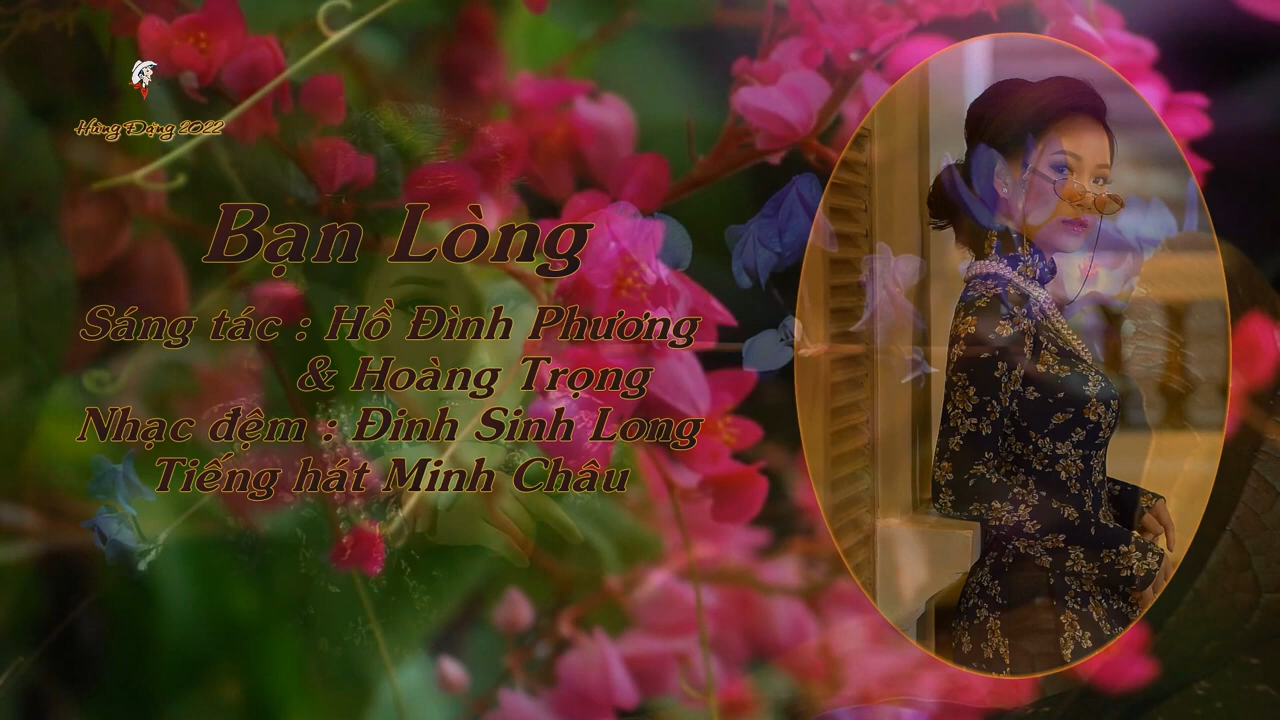 Hùng Đặng 2022
Bạn Lòng
Sáng tác : Hồ Đình Phương
& Hoàng Trọng
Nhạc đệm : Đinh Sinh Long
Tiếng hát Minh Châu